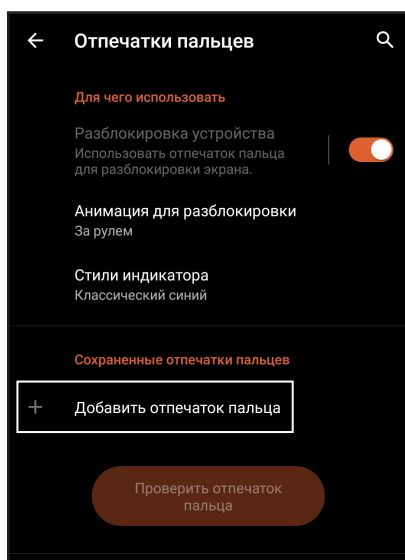 Отпечатки пальцев
Для чего использовать
Разблокировка устройства
Использовать отпечаток пальца
для разблокировки экрана.
Анимация для разблокировки
За рулем
Стили индикатора
Классический синий
Сохраненные отпечатки пальцев
Добавить отпечаток пальца
Проверить отпечаток
пальца